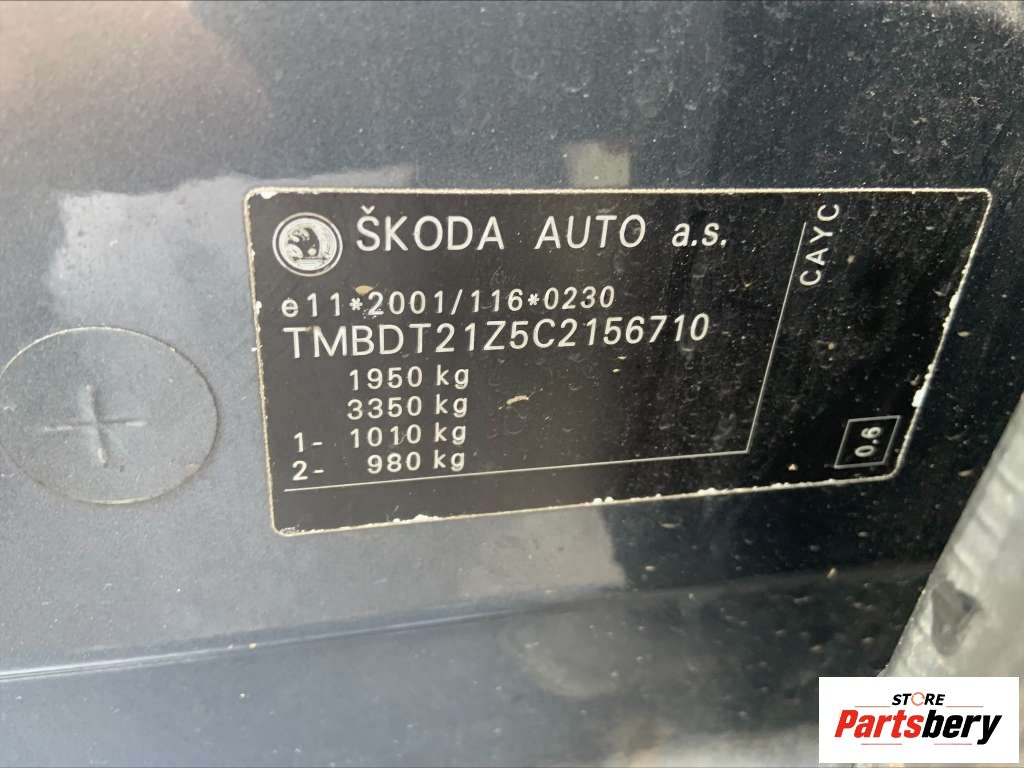 ŠKODA AUTO a.s.
CAYC
e11*2001/116*0230
TMBDT21Z5C2156710
1950 kg
3350 kg
1- 1010 kg
2- 980 kg
0.6
STORE
Partsbery